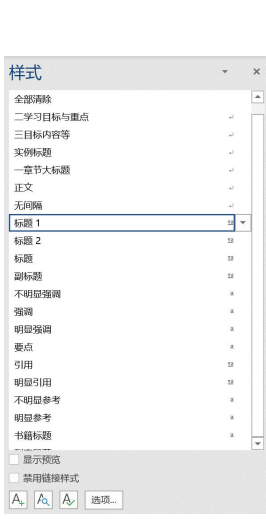 样式
全部清除
二学习目标与重点
三目标内容等
实例标题
一章节大标题
正文
无间隔
标题 1
标题 2
标题
副标题
不明显强调
强调
明显强调
要点
引用
明显引用
不明显参考
明显参考
书籍标题
显示预览
禁用链接样式
选项...